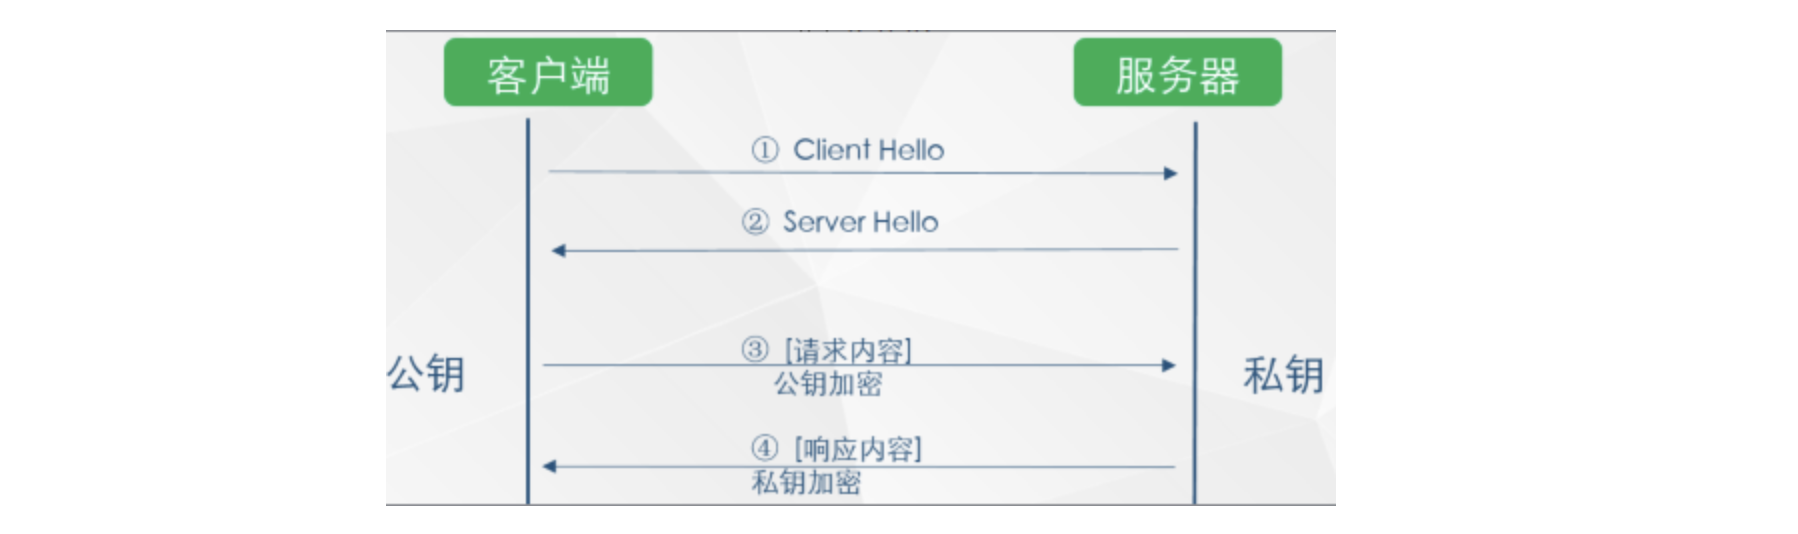 客户端
服务器
① Client Hello
② Server Hello
③ [请求内容]
公钥加密
公钥
私钥
④ [响应内容]
私钥加密